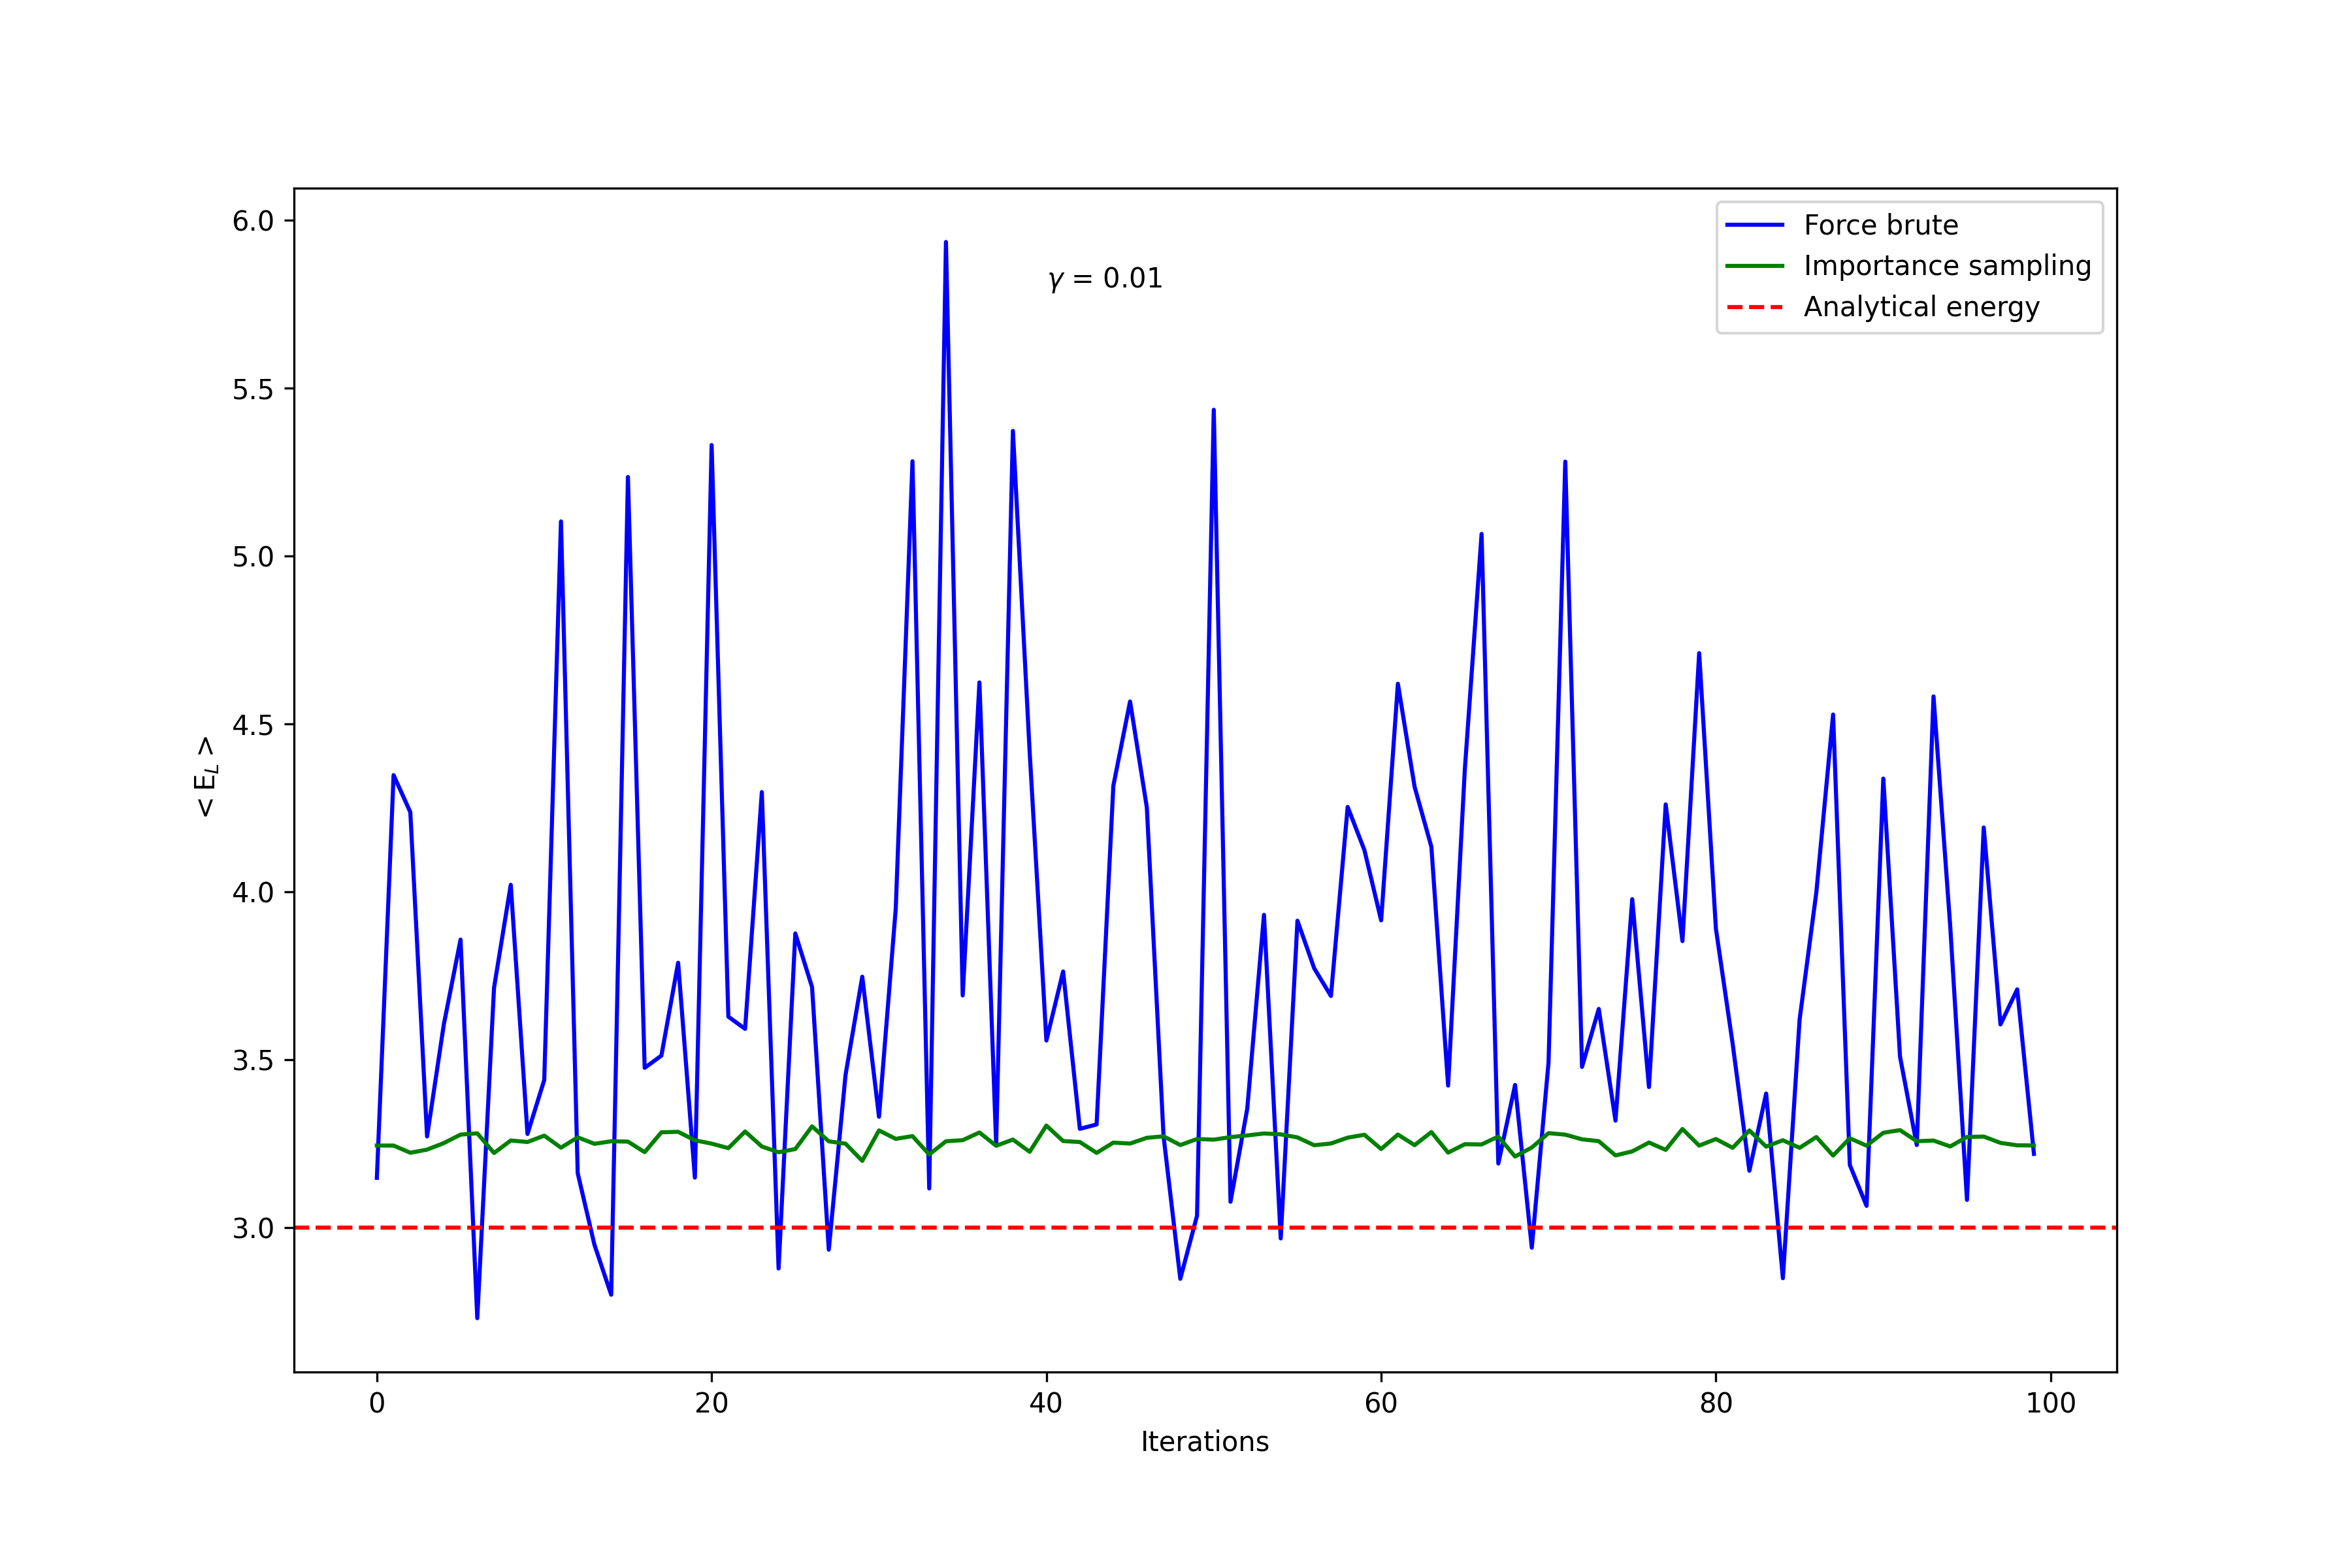 6.0
5.5
5.0
4.5
4.0
3.5
3.0
< E_L >
γ = 0.01
Force brute
Importance sampling
Analytical energy
0 20 40 60 80 100
Iterations